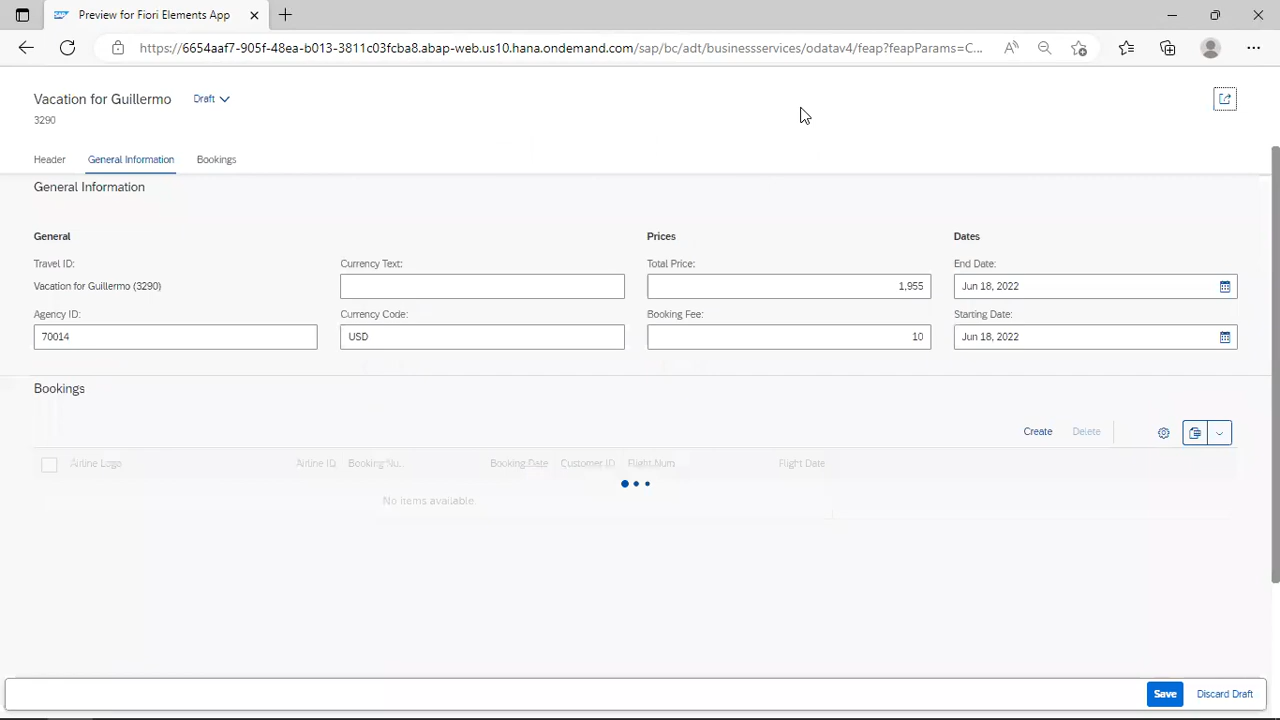 Preview for Fiori Elements App
https://6654aaf7-905f-48ea-b013-3811c03fcba8.abap-web.us10.hana.ondemand.com/sap/bc/adt/businessservices/odatav4/feap?feapParams=C...
Vacation for Guillermo
Draft
3290
Header
General Information
Bookings
General Information
General
Prices
Dates
Travel ID:
Currency Text:
Total Price:
End Date:
Vacation for Guillermo (3290)
1,955
Jun 18, 2022
Agency ID:
Currency Code:
Booking Fee:
Starting Date:
70014
USD
10
Jun 18, 2022
Bookings
Create
Delete
Airline Logo
Airline ID
Booking Nu...
Booking Date
Customer ID
Flight Num
Flight Date
No items available.
Save
Discard Draft